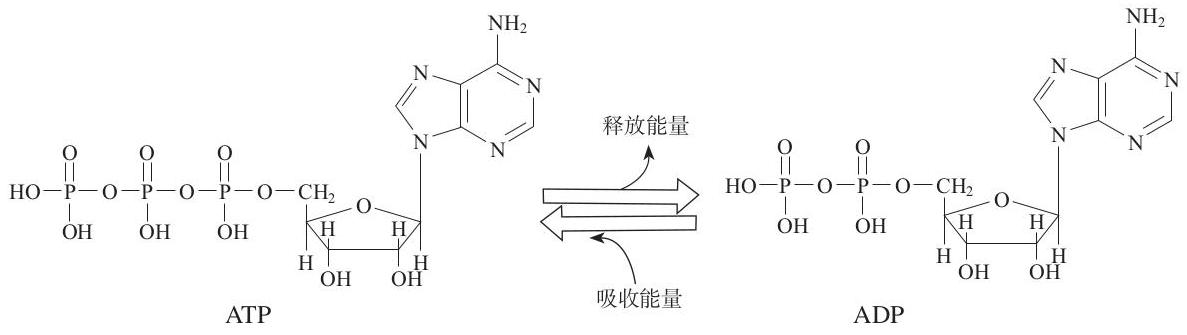 NH₂
N
N
N
N
O O O
HO P O P O P O CH₂
OH OH OH
O
H H
H H
OH OH
ATP
释放能量
吸收能量
NH₂
N
N
N
N
O O
HO P O P O CH₂
OH OH
O
H H
H H
OH OH
ADP